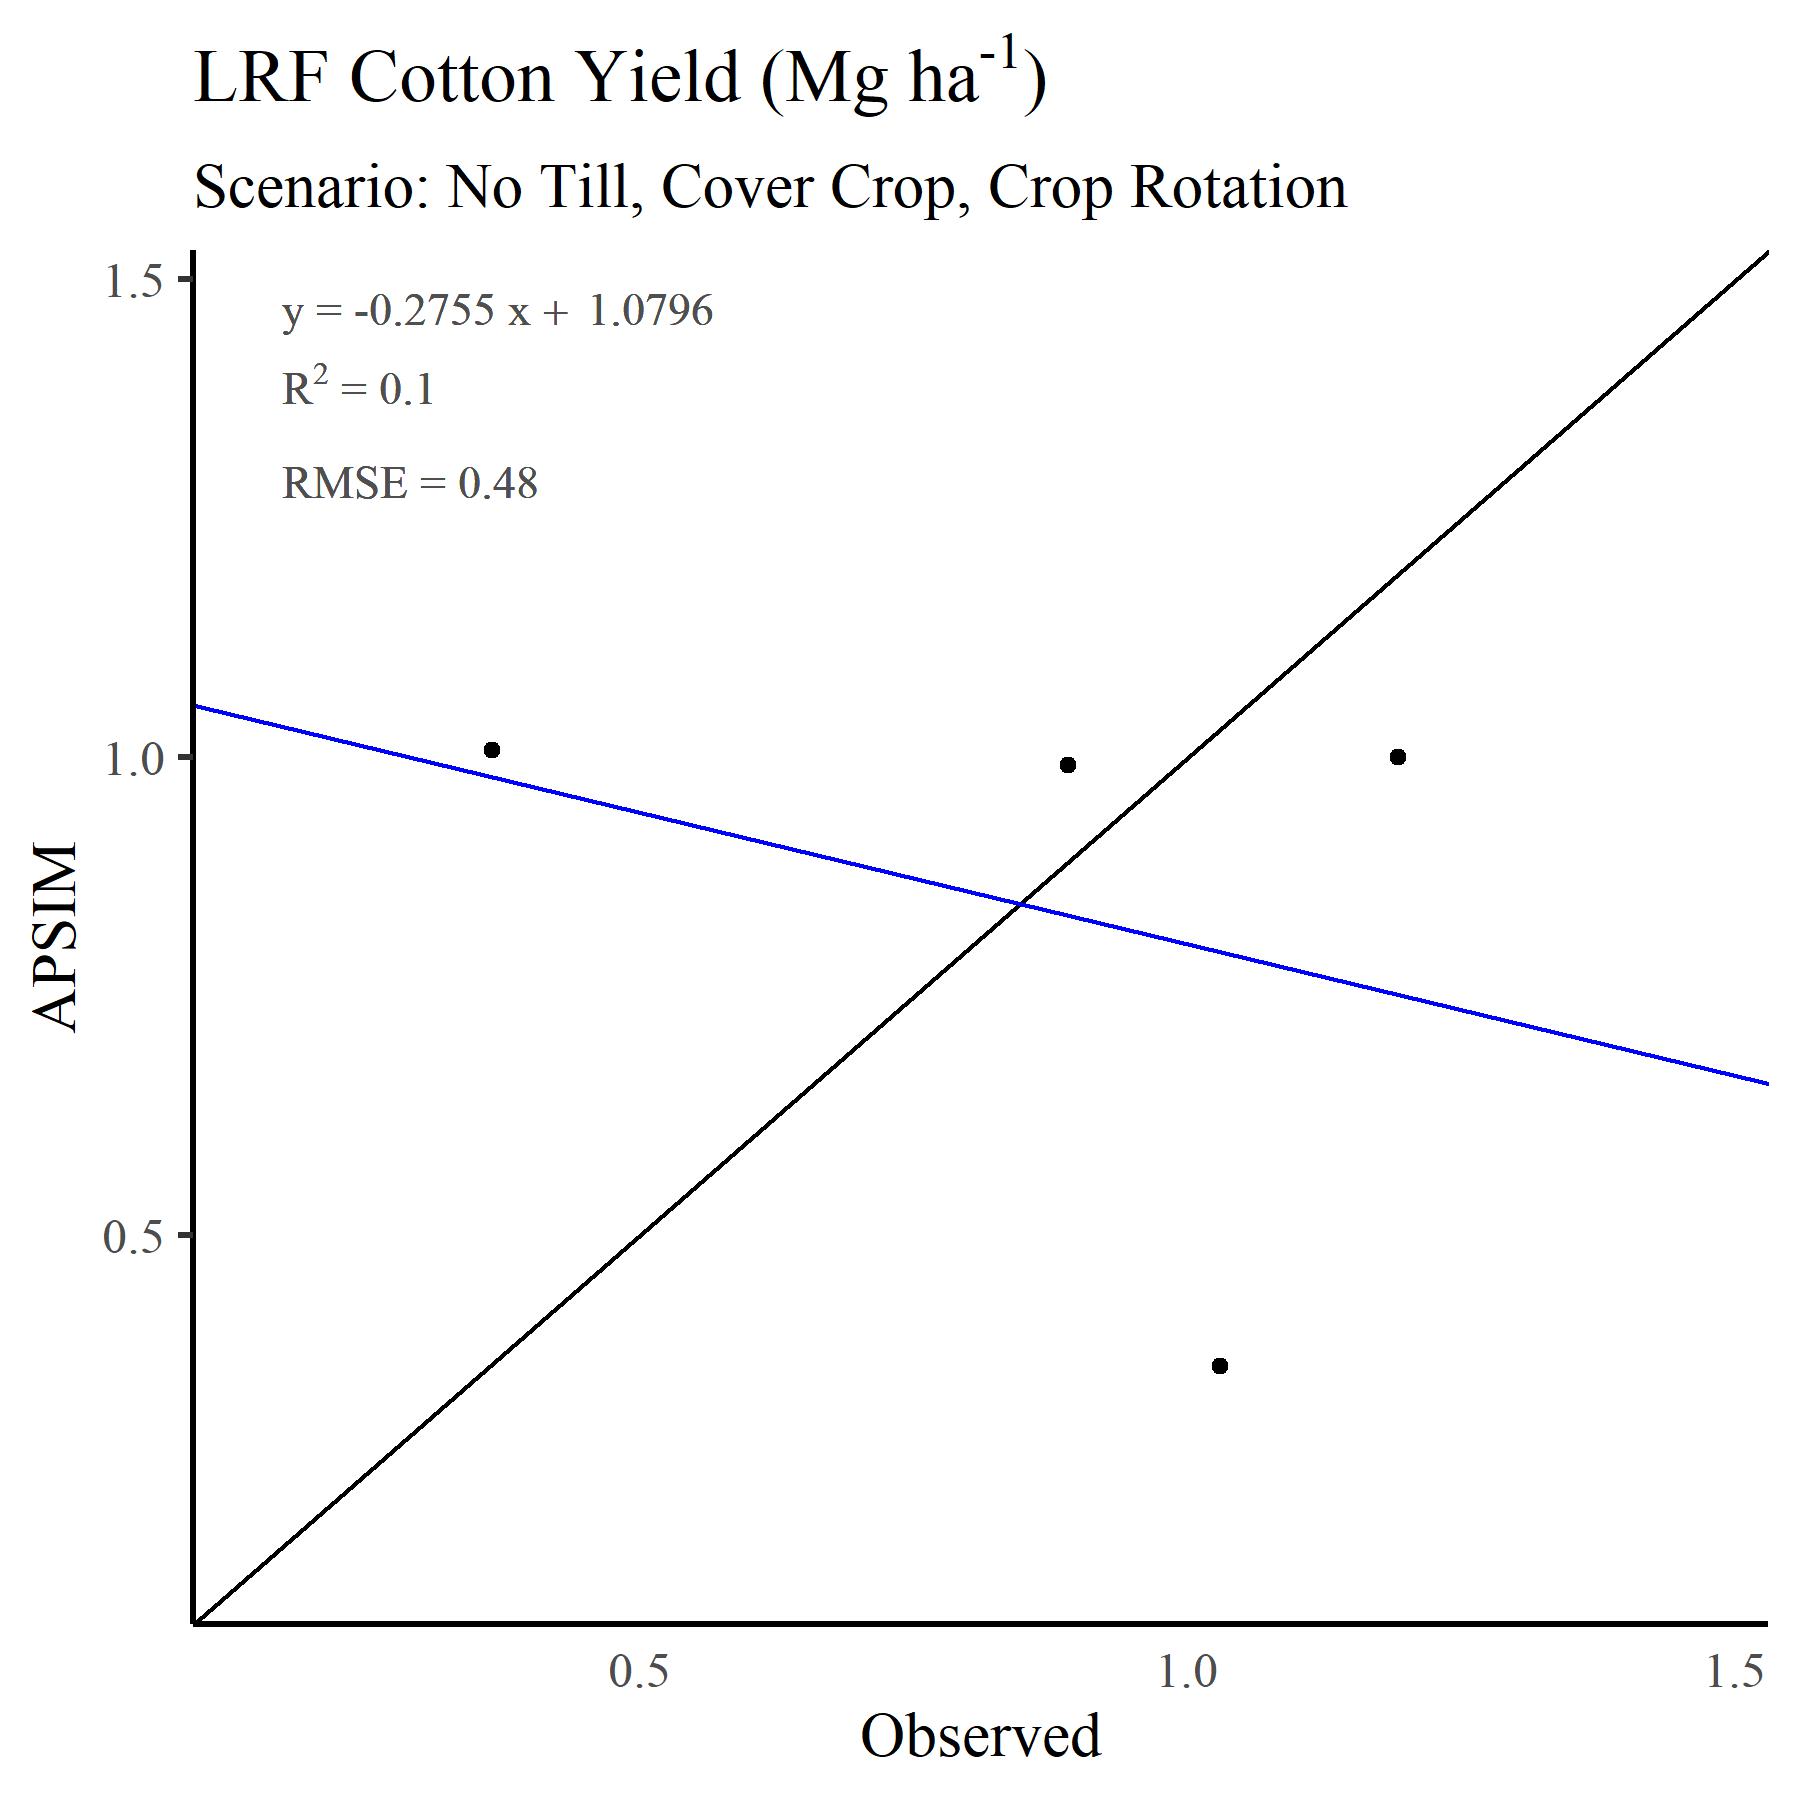 LRF Cotton Yield (Mg ha⁻¹)
Scenario: No Till, Cover Crop, Crop Rotation
1.5
y = -0.2755 x + 1.0796
R² = 0.1
RMSE = 0.48
1.0
APSIM
0.5
0.5 1.0 1.5
Observed